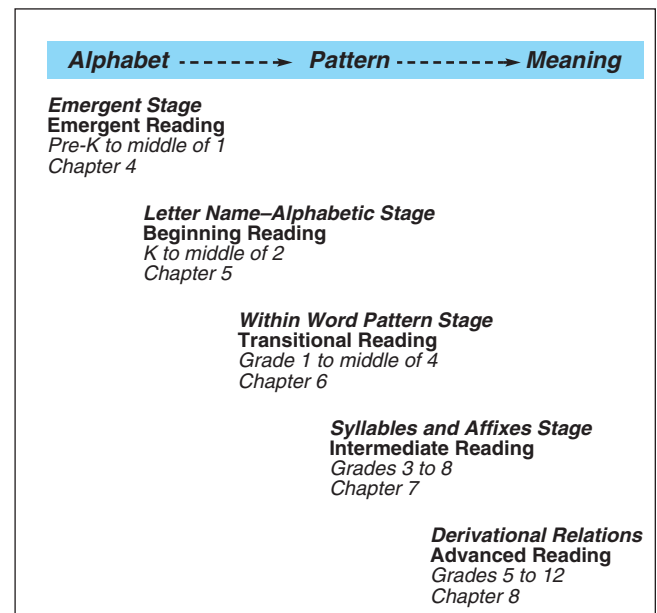 Alphabet -------→ Pattern --------→ Meaning
Emergent Stage
Emergent Reading
Pre-K to middle of 1
Chapter 4
Letter Name–Alphabetic Stage
Beginning Reading
K to middle of 2
Chapter 5
Within Word Pattern Stage
Transitional Reading
Grade 1 to middle of 4
Chapter 6
Syllables and Affixes Stage
Intermediate Reading
Grades 3 to 8
Chapter 7
Derivational Relations
Advanced Reading
Grades 5 to 12
Chapter 8